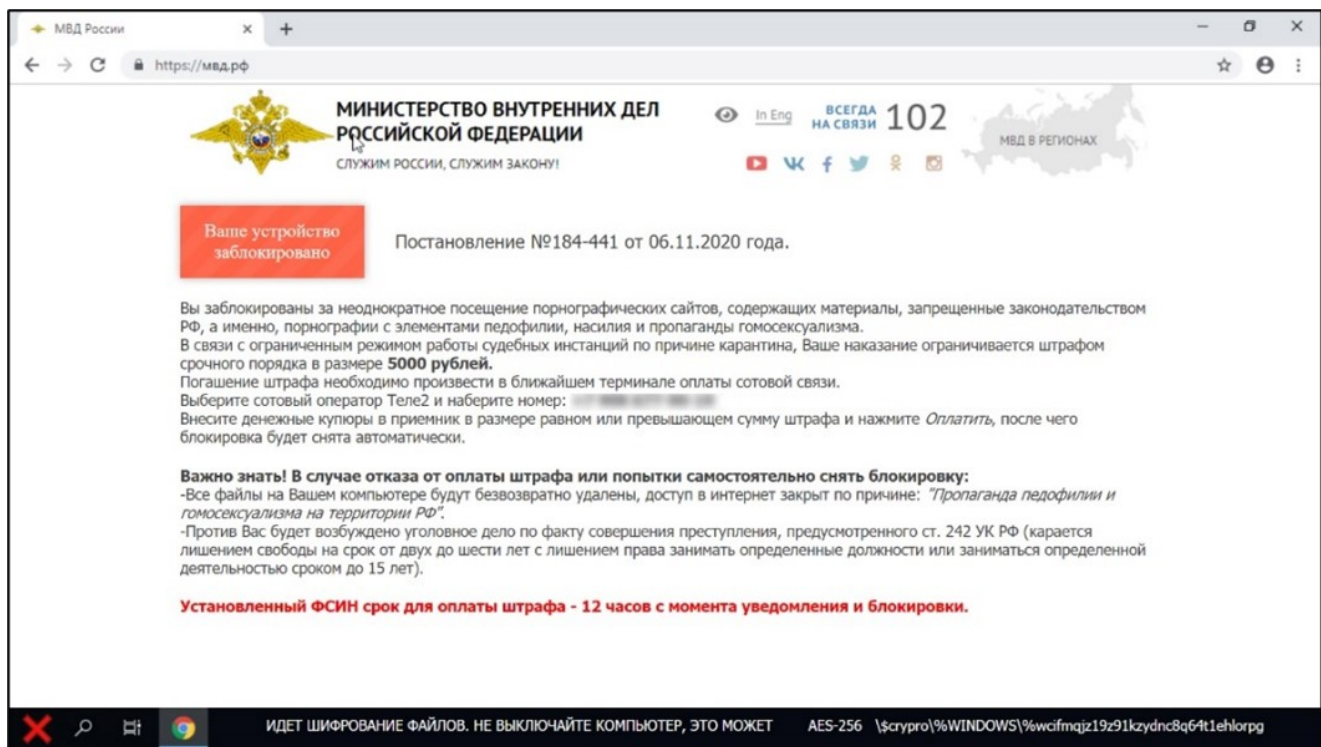 МВД России
https://мвд.рф
МИНИСТЕРСТВО ВНУТРЕННИХ ДЕЛ
РОССИЙСКОЙ ФЕДЕРАЦИИ
СЛУЖИМ РОССИИ, СЛУЖИМ ЗАКОНУ!
In Eng
ВСЕГДА
НА СВЯЗИ
102
МВД В РЕГИОНАХ
Ваше устройство
заблокировано
Постановление №184-441 от 06.11.2020 года.
Вы заблокированы за неоднократное посещение порнографических сайтов, содержащих материалы, запрещенные законодательством
РФ, а именно, порнографии с элементами педофилии, насилия и пропаганды гомосексуализма.
В связи с ограниченным режимом работы судебных инстанций по причине карантина, Ваше наказание ограничивается штрафом
срочного порядка в размере 5000 рублей.
Погашение штрафа необходимо произвести в ближайшем терминале оплаты сотовой связи.
Выберите сотовый оператор Теле2 и наберите номер:
Внесите денежные купюры в приемник в размере равном или превышающем сумму штрафа и нажмите Оплатить, после чего
блокировка будет снята автоматически.
Важно знать! В случае отказа от оплаты штрафа или попытки самостоятельно снять блокировку:
-Все файлы на Вашем компьютере будут безвозвратно удалены, доступ в интернет закрыт по причине: "Пропаганда педофилии и
гомосексуализма на территории РФ".
-Против Вас будет возбуждено уголовное дело по факту совершения преступления, предусмотренного ст. 242 УК РФ (карается
лишением свободы на срок от двух до шести лет с лишением права занимать определенные должности или заниматься определенной
деятельностью сроком до 15 лет).
Установленный ФСИН срок для оплаты штрафа - 12 часов с момента уведомления и блокировки.
ИДЕТ ШИФРОВАНИЕ ФАЙЛОВ. НЕ ВЫКЛЮЧАЙТЕ КОМПЬЮТЕР, ЭТО МОЖЕТ AES-256 \$crypro\%WINDOWS\%wcifmqjz19z91kzydnc8q64t1ehlorpg